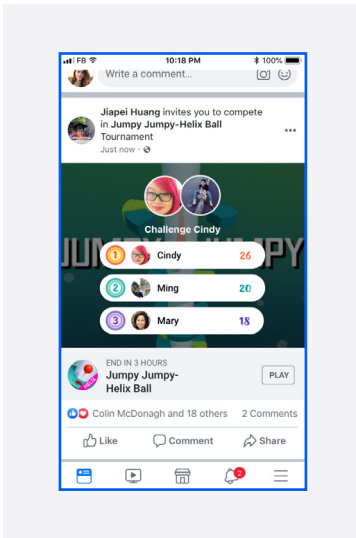 FB 10:18 PM 100%
Write a comment...
Jiapei Huang invites you to compete
in Jumpy Jumpy-Helix Ball
Tournament
Just now ·
JUMPY JUMPY
Challenge Cindy
1 Cindy 26
2 Ming 20
3 Mary 18
END IN 3 HOURS
Jumpy Jumpy-
Helix Ball
PLAY
Colin McDonagh and 18 others 2 Comments
Like Comment Share
2